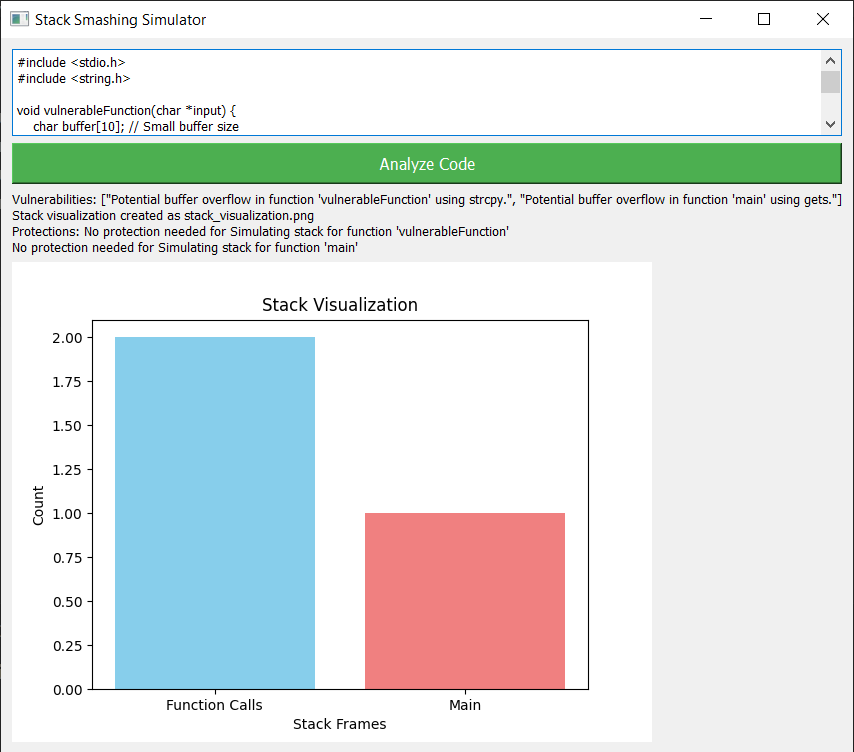 Stack Smashing Simulator
#include <stdio.h>
#include <string.h>
void vulnerableFunction(char *input) {
char buffer[10]; // Small buffer size
Analyze Code
Vulnerabilities: ["Potential buffer overflow in function 'vulnerableFunction' using strcpy.", "Potential buffer overflow in function 'main' using gets."]
Stack visualization created as stack_visualization.png
Protections: No protection needed for Simulating stack for function 'vulnerableFunction'
No protection needed for Simulating stack for function 'main'
Stack Visualization
2.00
1.75
1.50
1.25
1.00
0.75
0.50
0.25
0.00
Count
Function Calls
Main
Stack Frames